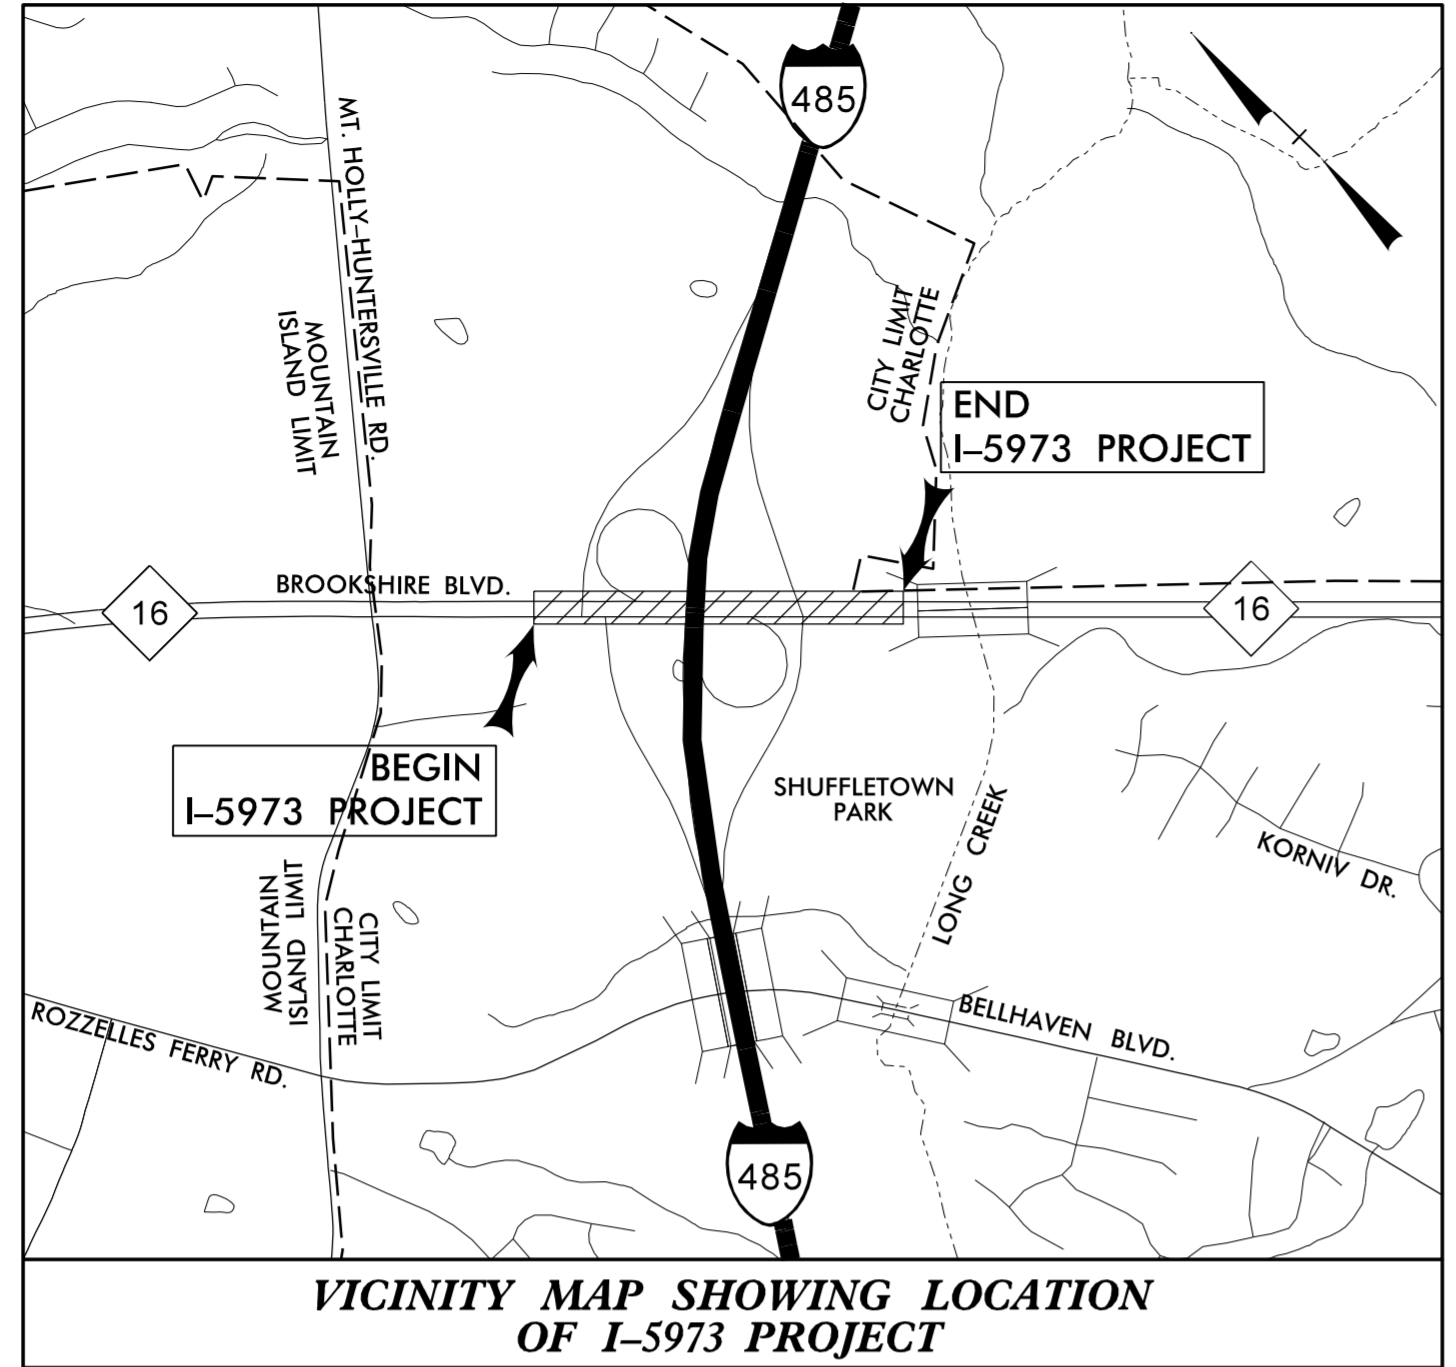 485
MT. HOLLY-HUNTERSVILLE RD.
MOUNTAIN
ISLAND LIMIT
CITY LIMIT
CHARLOTTE
END
I-5973 PROJECT
BROOKSHIRE BLVD.
16
16
BEGIN
I-5973 PROJECT
SHUFFLETOWN
PARK
LONG CREEK
KORNIV DR.
MOUNTAIN
ISLAND LIMIT
CITY LIMIT
CHARLOTTE
ROZZELLES FERRY RD.
BELLHAVEN BLVD.
485
VICINITY MAP SHOWING LOCATION
OF I-5973 PROJECT